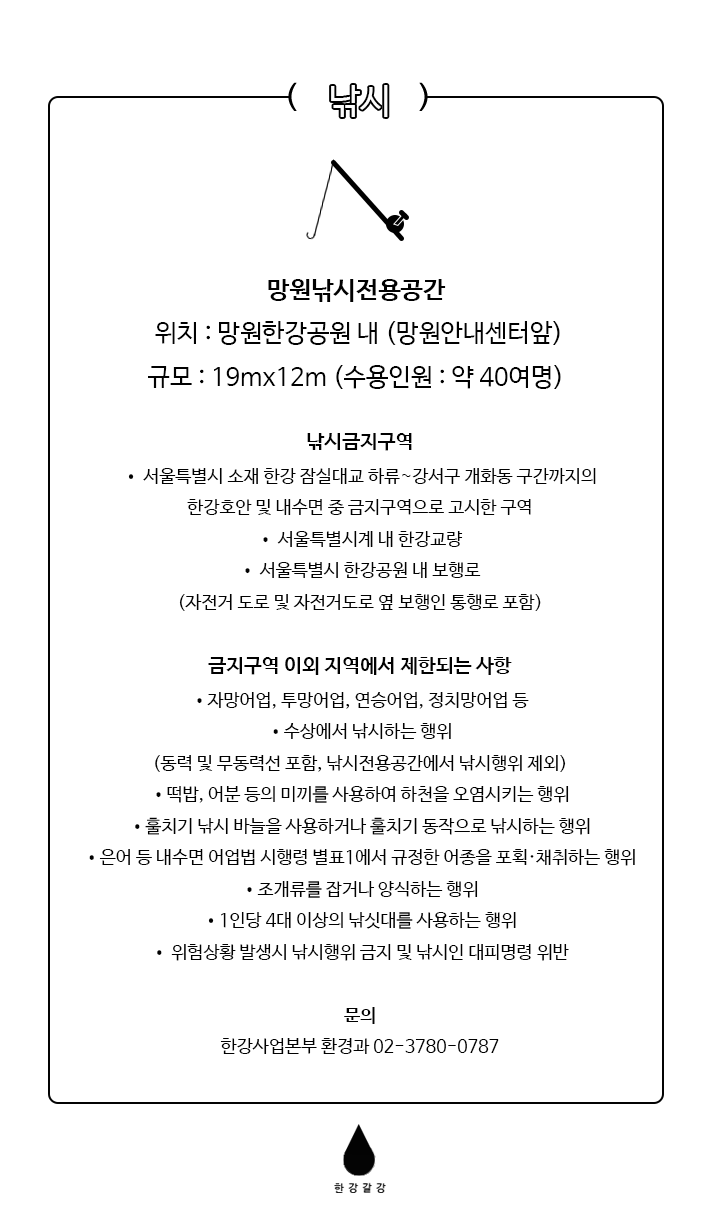 ( 낚시 )
망원낚시전용공간
위치 : 망원한강공원 내 (망원안내센터앞)
규모 : 19mx12m (수용인원 : 약 40여명)
낚시금지구역
• 서울특별시 소재 한강 잠실대교 하류~강서구 개화동 구간까지의
한강호안 및 내수면 중 금지구역으로 고시한 구역
• 서울특별시계 내 한강교량
• 서울특별시 한강공원 내 보행로
(자전거 도로 및 자전거도로 옆 보행인 통행로 포함)
금지구역 이외 지역에서 제한되는 사항
• 자망어업, 투망어업, 연승어업, 정치망어업 등
• 수상에서 낚시하는 행위
(동력 및 무동력선 포함, 낚시전용공간에서 낚시행위 제외)
• 떡밥, 어분 등의 미끼를 사용하여 하천을 오염시키는 행위
• 훌치기 낚시 바늘을 사용하거나 훌치기 동작으로 낚시하는 행위
• 은어 등 내수면 어업법 시행령 별표1에서 규정한 어종을 포획·채취하는 행위
• 조개류를 잡거나 양식하는 행위
• 1인당 4대 이상의 낚싯대를 사용하는 행위
• 위험상황 발생시 낚시행위 금지 및 낚시인 대피명령 위반
문의
한강사업본부 환경과 02-3780-0787
한강갈강